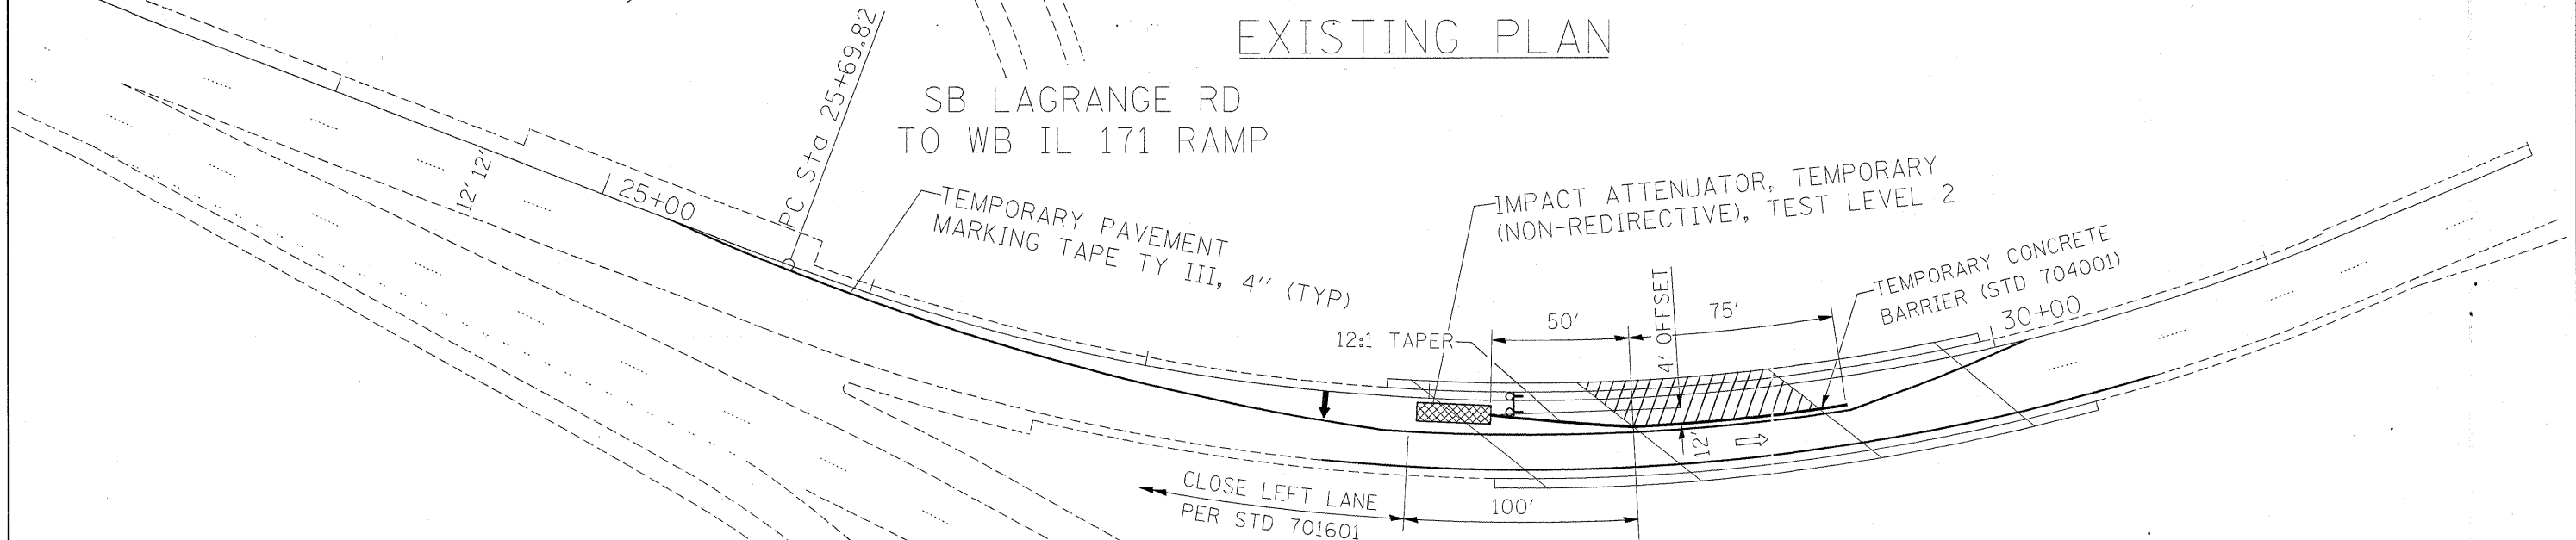 EXISTING PLAN
PC Sta 25+69.82
SB LAGRANGE RD
TO WB IL 171 RAMP
12' 12'
25+00
TEMPORARY PAVEMENT
MARKING TAPE TY III, 4'' (TYP)
IMPACT ATTENUATOR, TEMPORARY
(NON-REDIRECTIVE), TEST LEVEL 2
TEMPORARY CONCRETE
BARRIER (STD 704001)
12:1 TAPER
50'
4' OFFSET
75'
30+00
12'
CLOSE LEFT LANE
PER STD 701601
100'